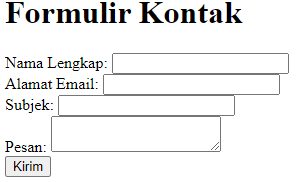 Formulir Kontak
Nama Lengkap:
Alamat Email:
Subjek:
Pesan:
Kirim